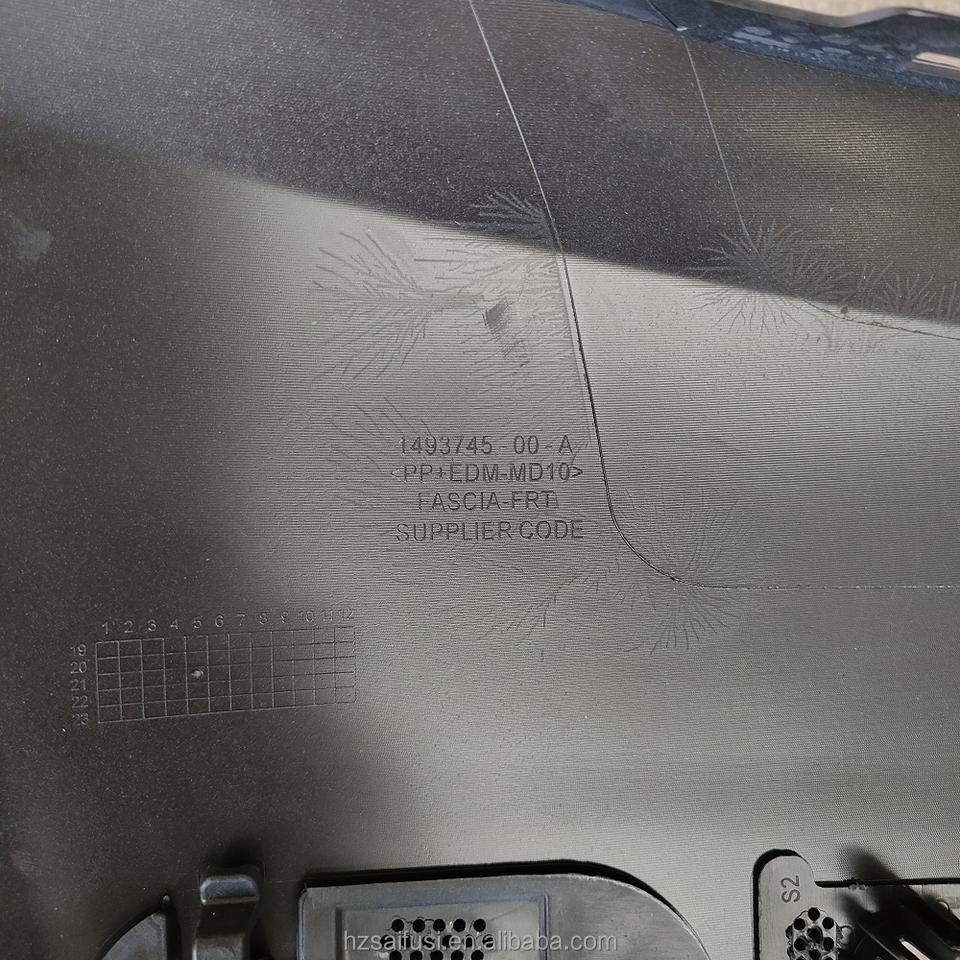 1493745-00-A
<PP+EDM-MD10>
FASCIA-FRT
SUPPLIER CODE
1 2 3 4 5 6 7 8 9 10 11 12
19
20
21
22
23
S2
hzsaifusi.en.alibaba.com